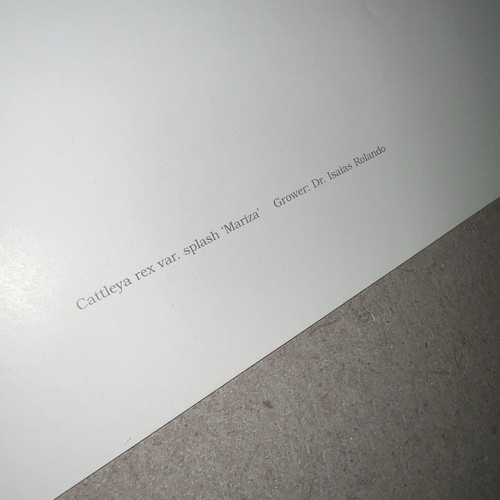 Cattleya rex var. splash 'Mariza' Grower: Dr. Isaias Rolando